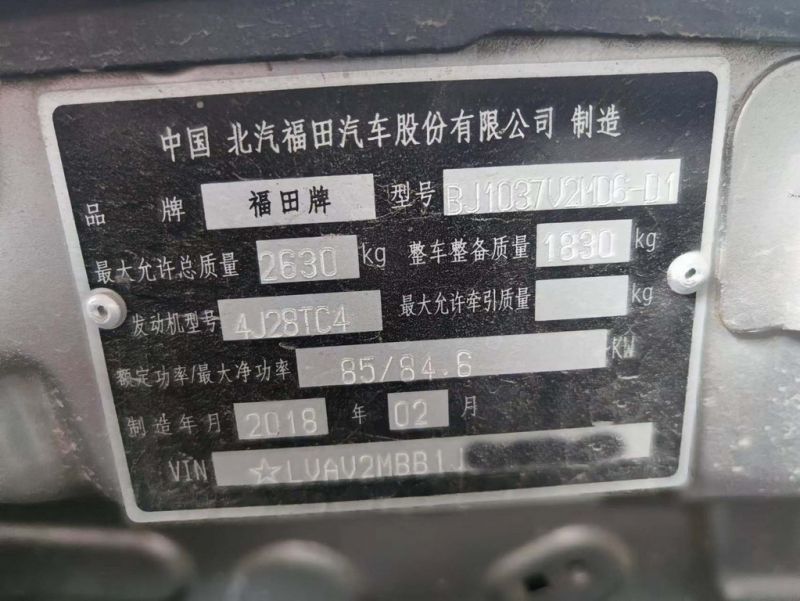 中国 北汽福田汽车股份有限公司 制造
品 牌 福田牌 型号 BJ1037V2MD6-D1
最大允许总质量 2630 kg 整车整备质量 1830 kg
发动机型号 4J28TC4 最大允许牵引质量 kg
额定功率/最大净功率 85/84.6 KW
制造年月 2018 年 02 月
VIN ☆LVAV2MBB1J